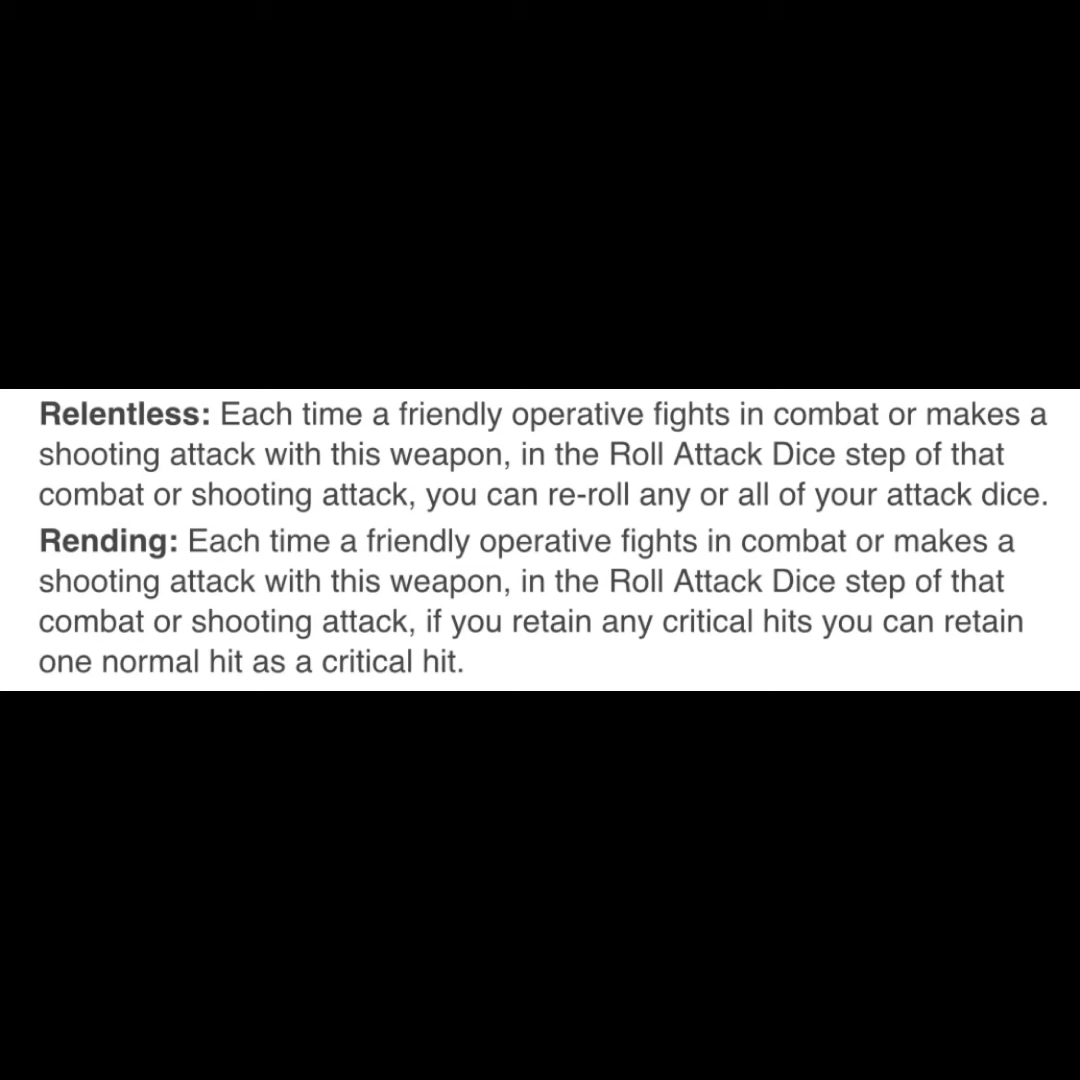 Relentless: Each time a friendly operative fights in combat or makes a
shooting attack with this weapon, in the Roll Attack Dice step of that
combat or shooting attack, you can re-roll any or all of your attack dice.
Rending: Each time a friendly operative fights in combat or makes a
shooting attack with this weapon, in the Roll Attack Dice step of that
combat or shooting attack, if you retain any critical hits you can retain
one normal hit as a critical hit.